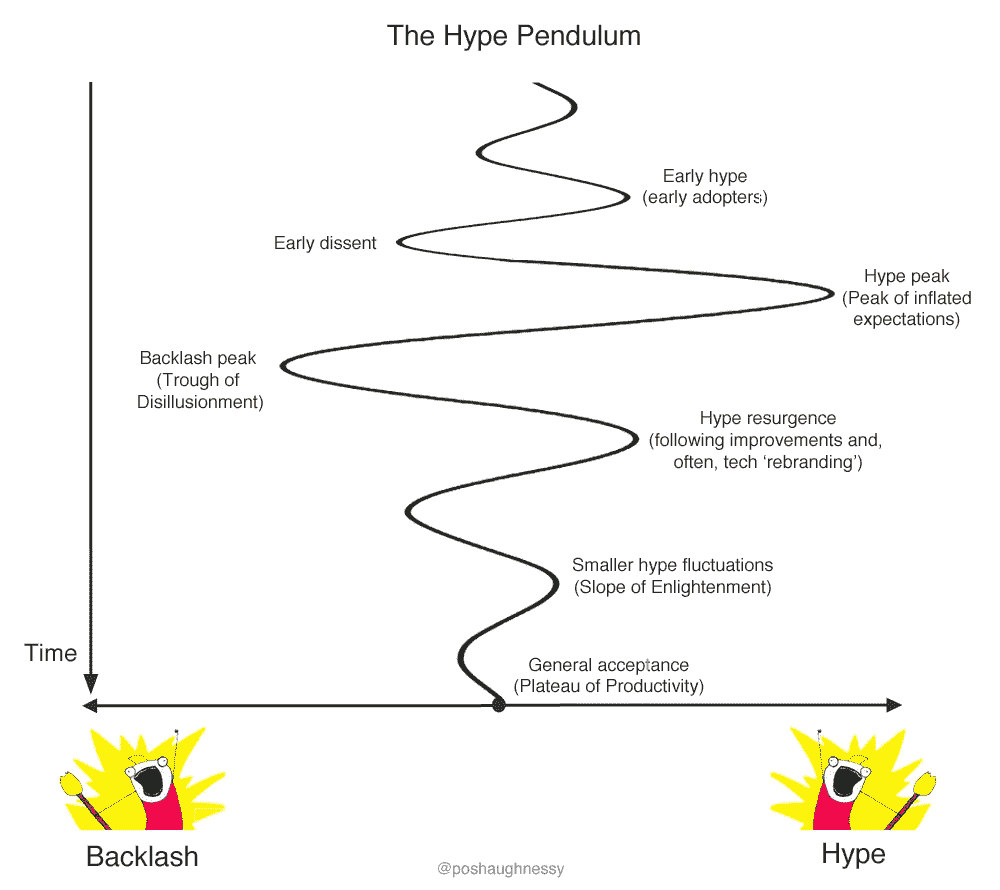 The Hype Pendulum
Early hype
(early adopters)
Early dissent
Hype peak
(Peak of inflated
expectations)
Backlash peak
(Trough of
Disillusionment)
Hype resurgence
(following improvements and,
often, tech ‘rebranding’)
Smaller hype fluctuations
(Slope of Enlightenment)
Time
General acceptance
(Plateau of Productivity)
Backlash
Hype
@poshaughnessy